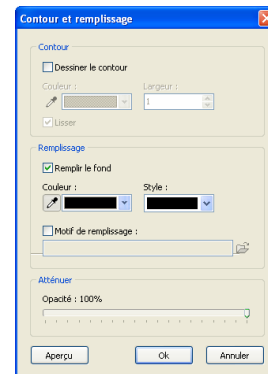 Contour et remplissage
Contour
Dessiner le contour
Couleur :
Largeur :
1
Lisser
Remplissage
Remplir le fond
Couleur :
Style :
Motif de remplissage :
Atténuer
Opacité : 100%
Aperçu
Ok
Annuler